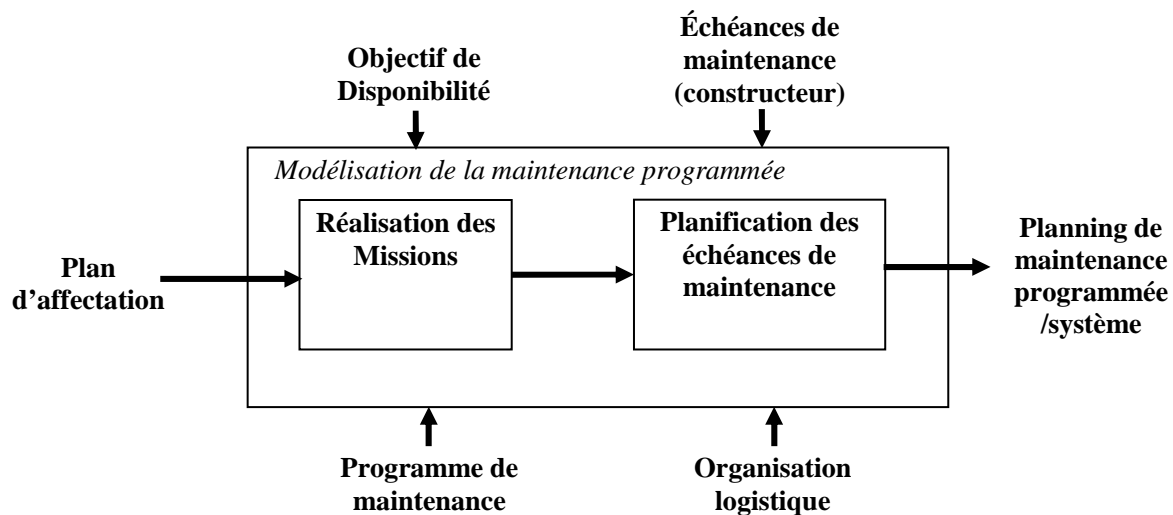 Objectif de
Disponibilité
Échéances de
maintenance
(constructeur)
Modélisation de la maintenance programmée
Réalisation des
Missions
Planification des
échéances de
maintenance
Plan
d’affectation
Planning de
maintenance
programmée
/système
Programme de
maintenance
Organisation
logistique